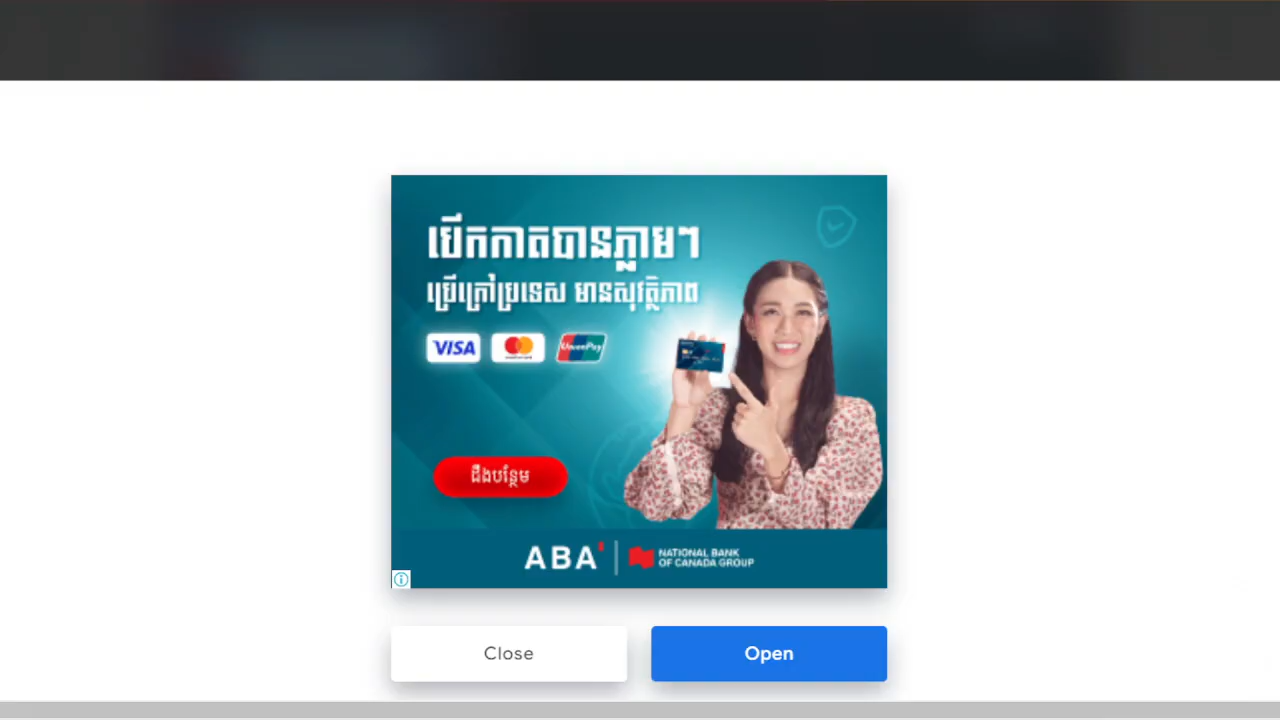 បើកកាតបានភ្លាមៗ
ប្រើក្រៅប្រទេស មានសុវត្ថិភាព
VISA
UnionPay
ដឹងបន្ថែម
ABA'
NATIONAL BANK
OF CANADA GROUP
Close
Open